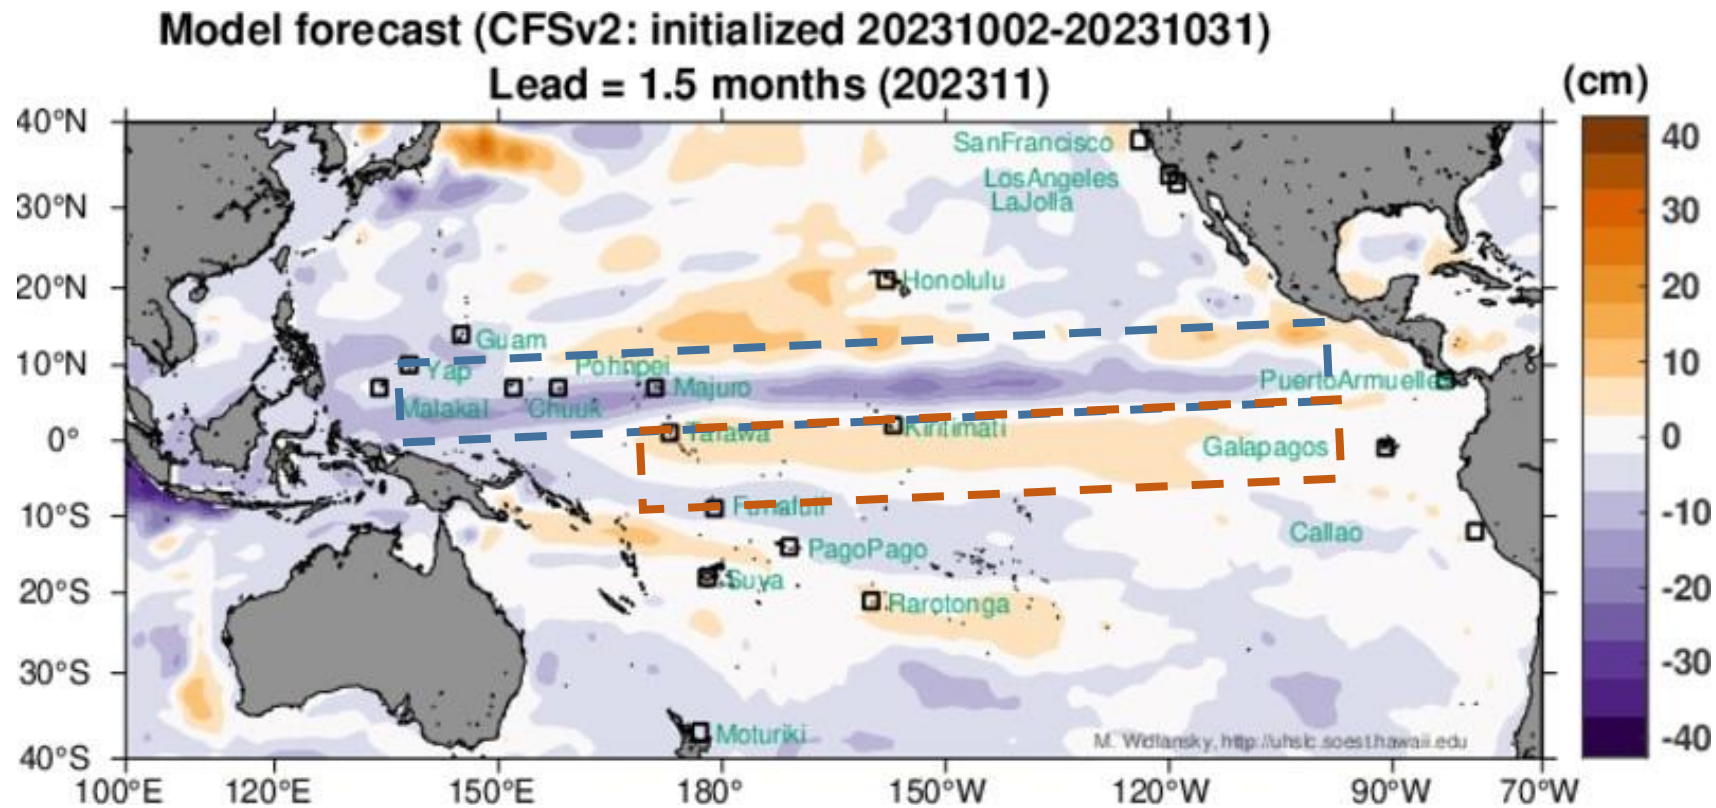 Model forecast (CFSv2: initialized 20231002-20231031)
Lead = 1.5 months (202311)
(cm)
40°N
30°N
20°N
10°N
0°
10°S
20°S
30°S
40°S
100°E
120°E
150°E
180°
150°W
120°W
90°W
70°W
SanFrancisco
LosAngeles
LaJolla
Honolulu
Guam
Yap
Pohnpei
Malakal
Chuuk
Majuro
PuertoArmuelle
Tarawa
Kiritimati
Galapagos
Funafuti
Callao
PagoPago
Suva
Rarotonga
Moturiki
M. Widlansky, http://uhslc.soest.hawaii.edu
40
30
20
10
0
-10
-20
-30
-40